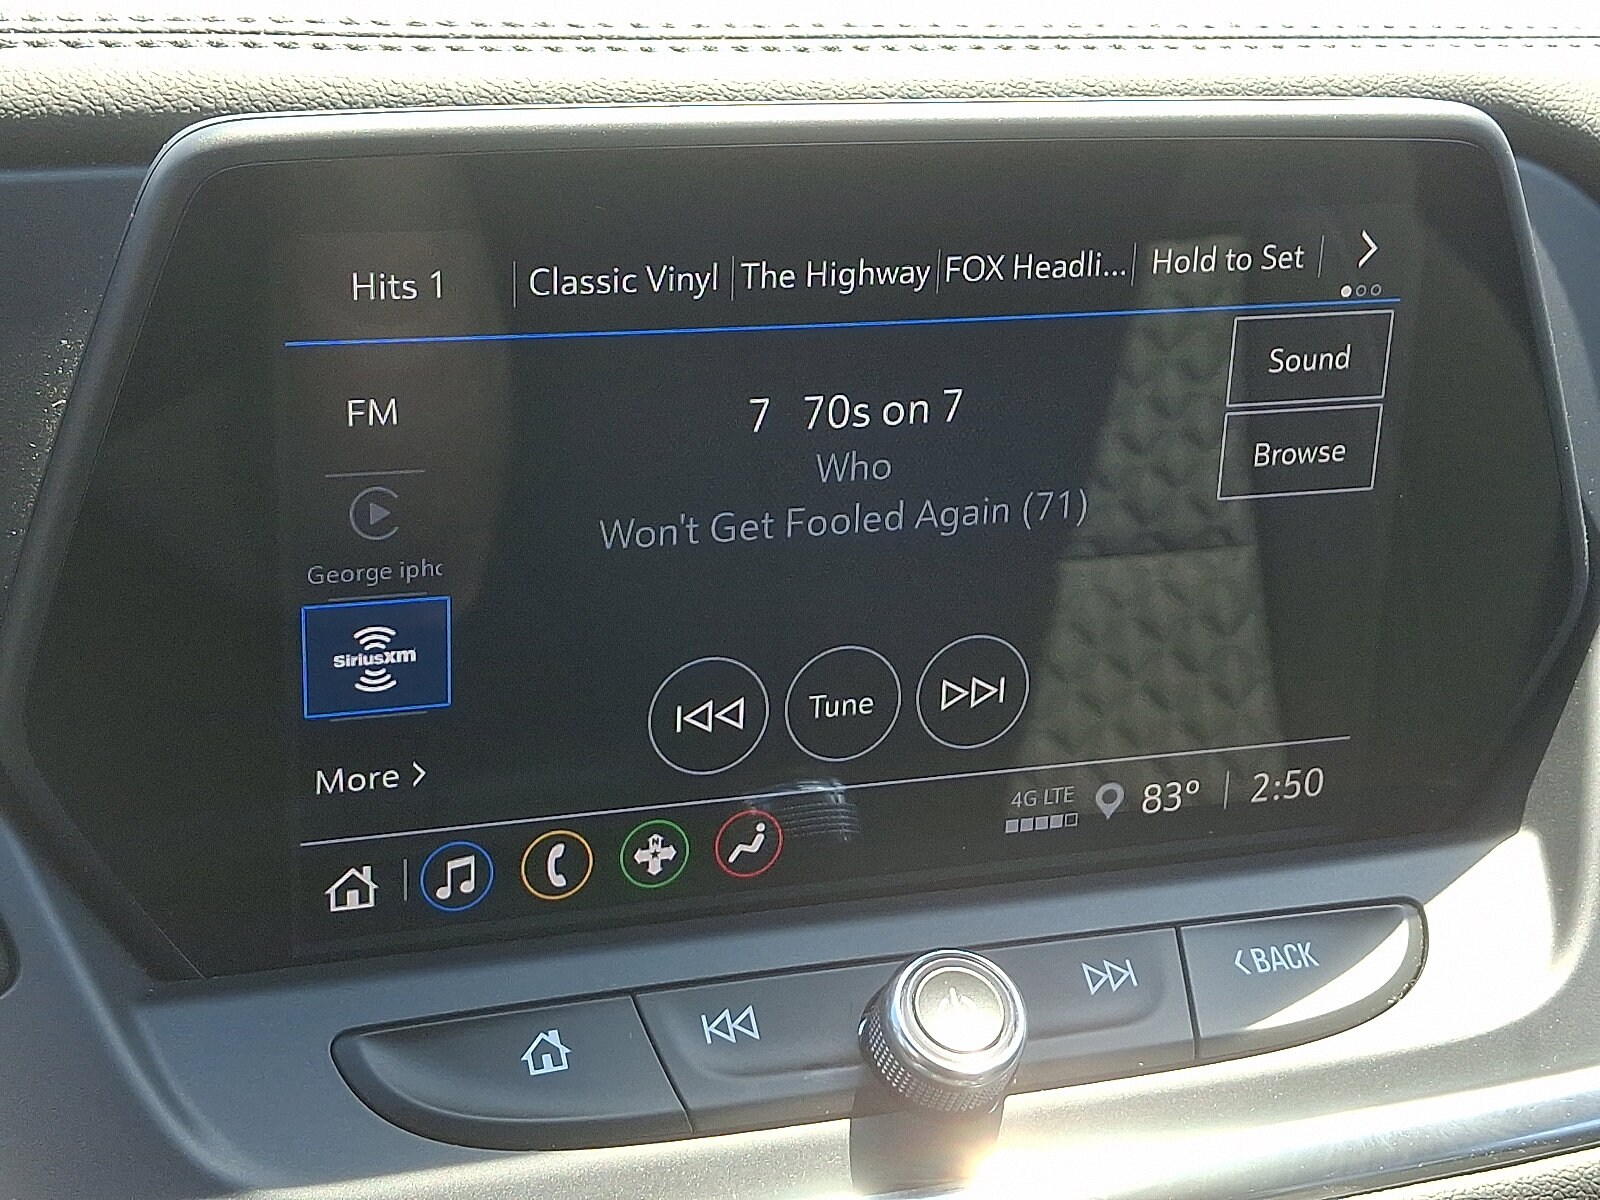 Hits 1
Classic Vinyl
The Highway
FOX Headli...
Hold to Set
Sound
Browse
FM
7 70s on 7
Who
Won't Get Fooled Again (71)
George ipho
SiriusXm
Tune
More
4G LTE
83°
2:50
N
BACK